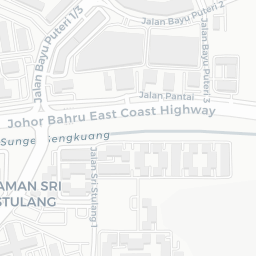 Jalan Bayu Puteri 2
Jalan Bayu Puteri 1/3
Jalan Bayu Puteri 3
Jalan Pantai
Johor Bahru East Coast Highway
Sungei Sengkuang
Jalan Sri Stulang 1
AMAN SRI
STULANG